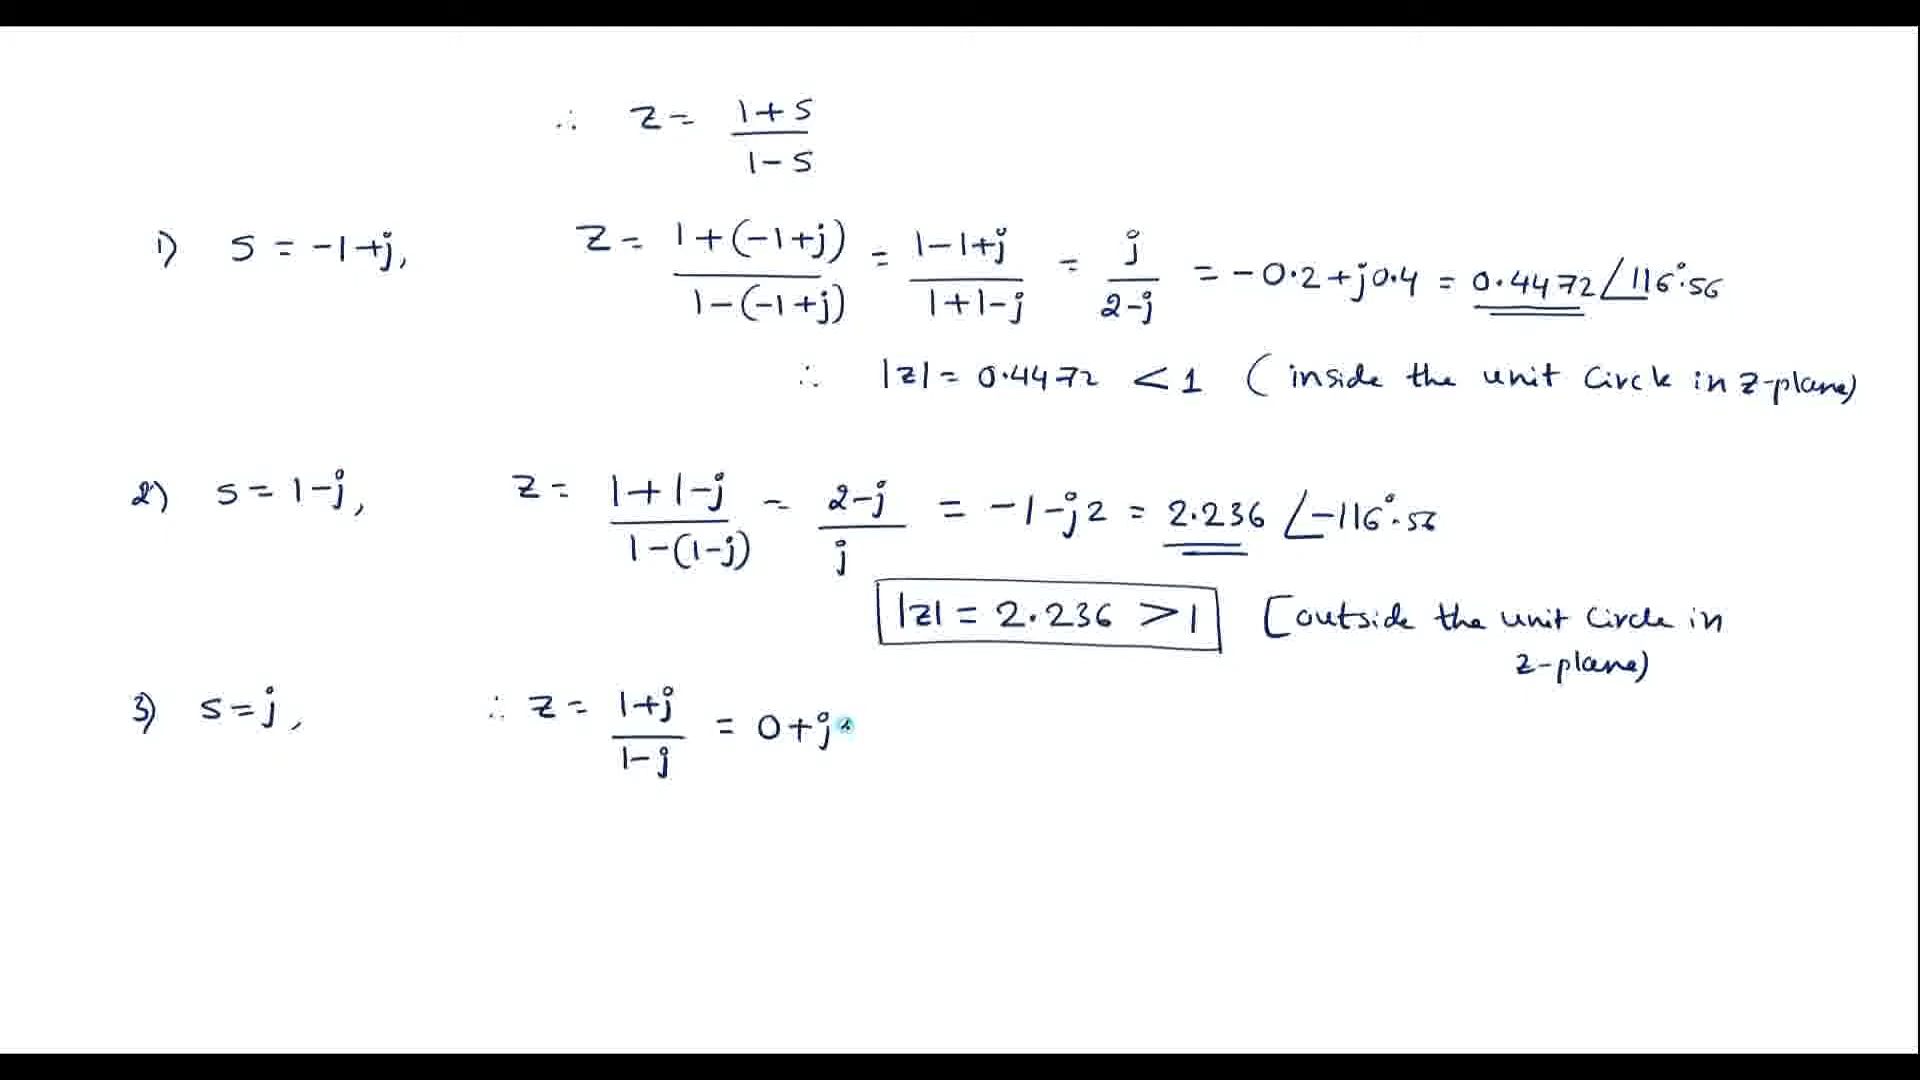 ∴ z = (1+s)/(1-s)
1) s = -1+j, z = (1+(-1+j))/(1-(-1+j)) = (1-1+j)/(1+1-j) = j/(2-j) = -0.2+j0.4 = 0.4472∠116°.56
∴ |z| = 0.4472 < 1 (inside the unit circle in z-plane)
2) s = 1-j, z = (1+1-j)/(1-(1-j)) = (2-j)/j = -1-j2 = 2.236 ∠-116°.56
|z| = 2.236 > 1 [outside the unit circle in
z-plane)
3) s = j, ∴ z = (1+j)/(1-j) = 0+j